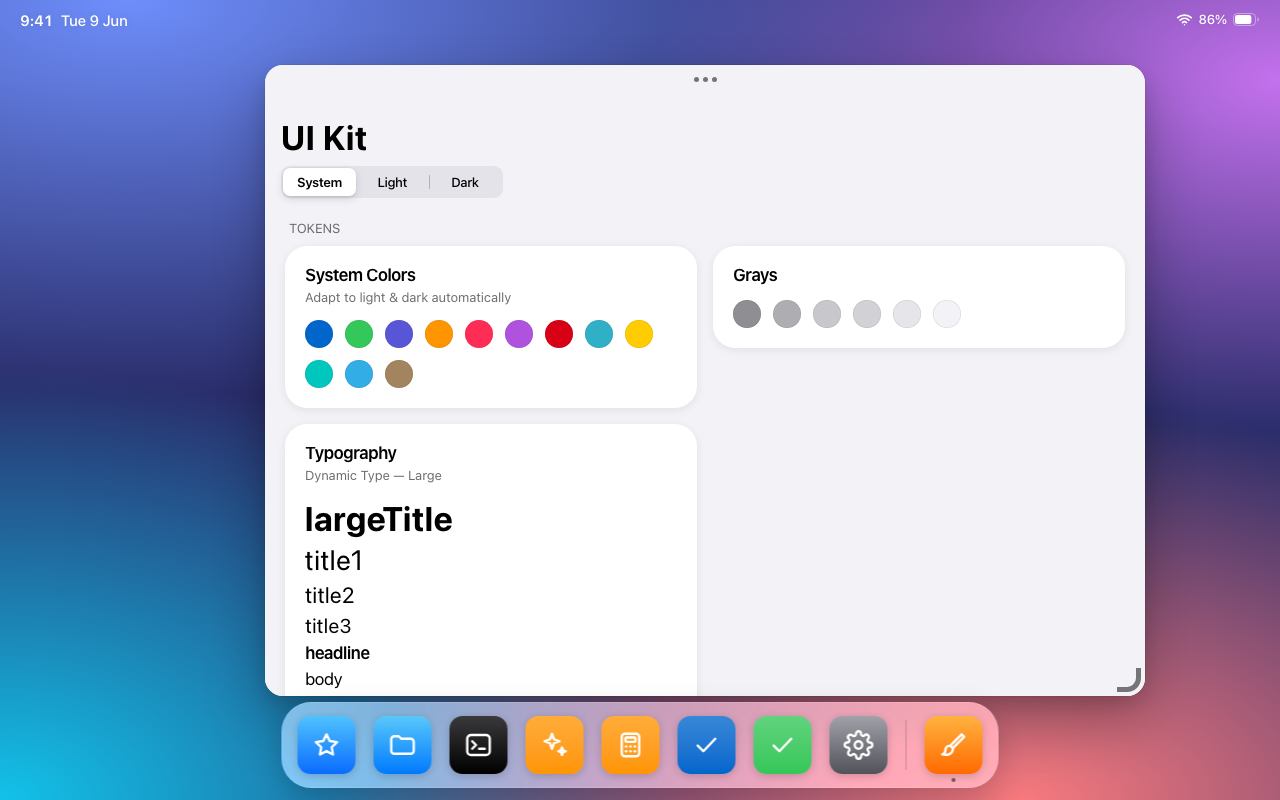 9:41 Tue 9 Jun
86%
UI Kit
System Light Dark
TOKENS
System Colors
Adapt to light & dark automatically
Grays
Typography
Dynamic Type — Large
largeTitle
title1
title2
title3
headline
body